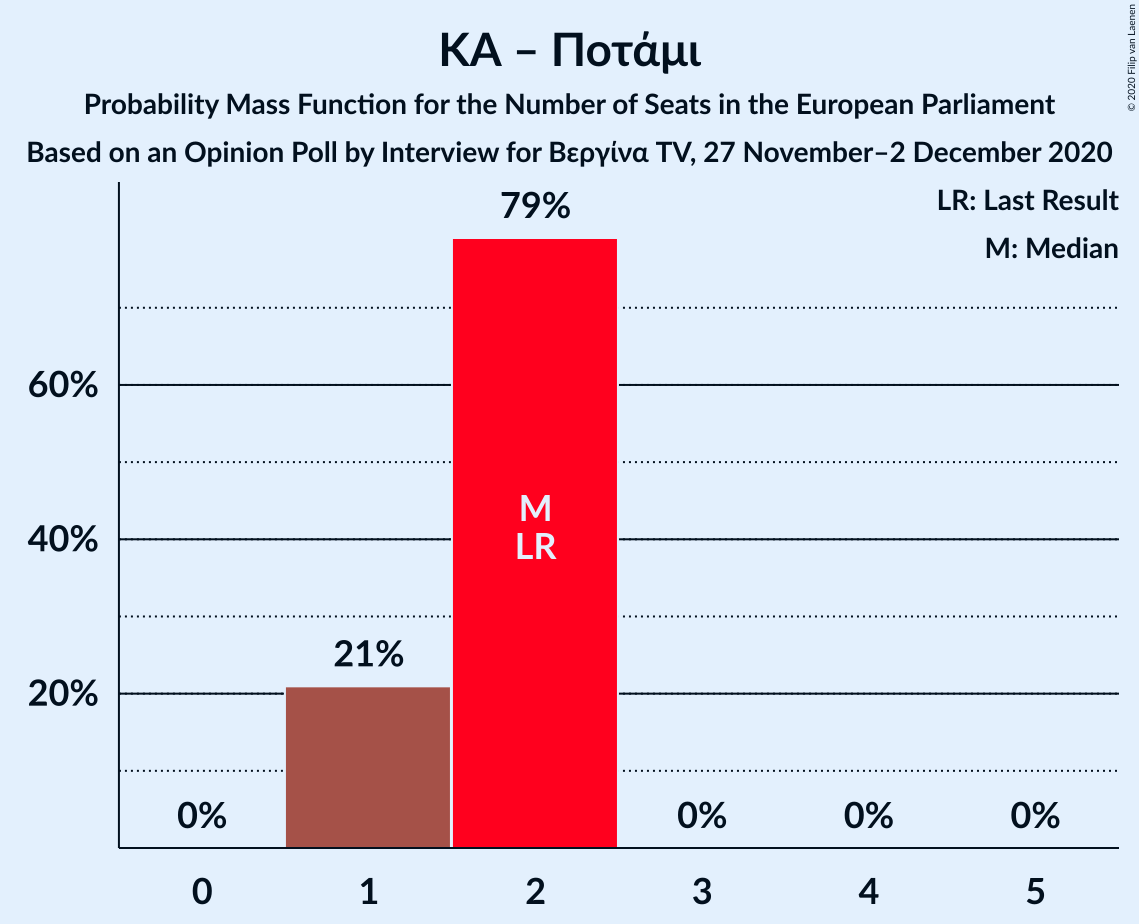 ΚΑ – Ποτάμι
Probability Mass Function for the Number of Seats in the European Parliament
Based on an Opinion Poll by Interview for Βεργίνα TV, 27 November–2 December 2020
© 2020 Filip van Laenen
LR: Last Result
M: Median
79%
60%
M
40%
LR
21%
20%
0%
0%
0%
0%
0
1
2
3
4
5